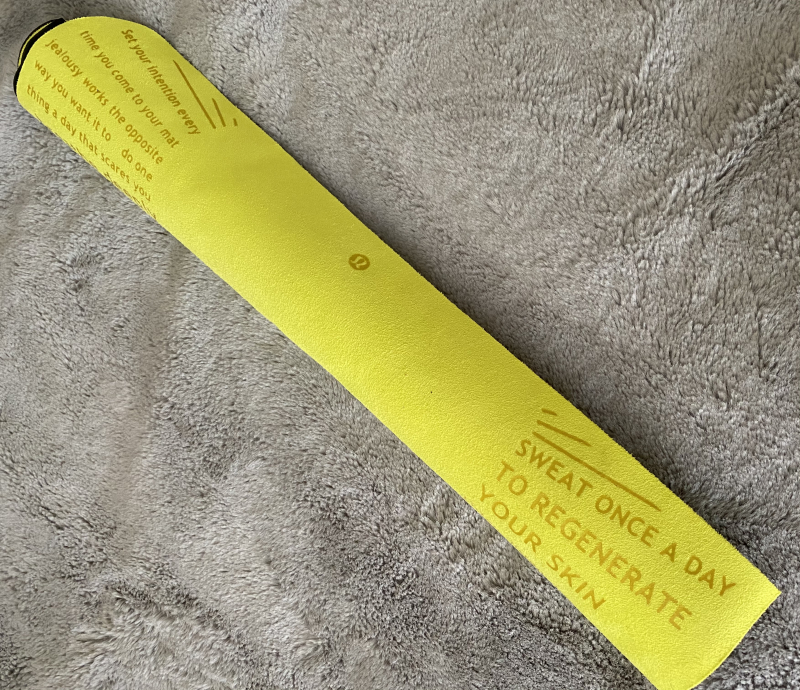 Set your intention every
time you come to your mat
jealousy works the opposite
way you want it to do one
thing a day that scares you
SWEAT ONCE A DAY
TO REGENERATE
YOUR SKIN